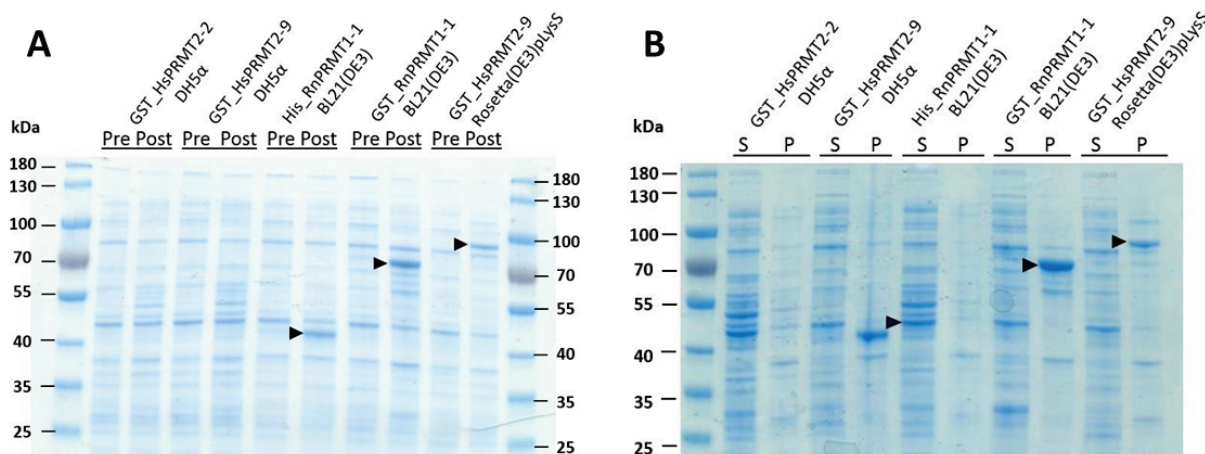 A
GST_HsPRMT2-2
DH5α
GST_HsPRMT2-9
DH5α
His_RnPRMT1-1
BL21(DE3)
GST_RnPRMT1-1
BL21(DE3)
GST_HsPRMT2-9
Rosetta(DE3)pLysS
kDa
Pre Post Pre Post Pre Post Pre Post Pre Post
180
130
100
70
55
40
35
25
180
130
100
70
55
40
35
25
B
GST_HsPRMT2-2
DH5α
GST_HsPRMT2-9
DH5α
His_RnPRMT1-1
BL21(DE3)
GST_RnPRMT1-1
BL21(DE3)
GST_HsPRMT2-9
Rosetta(DE3)pLysS
kDa
S P S P S P S P S P
180
130
100
70
55
40
35
25